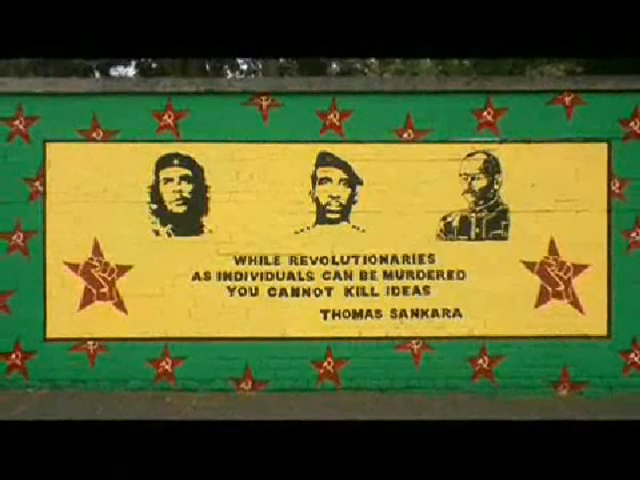 WHILE REVOLUTIONARIES
AS INDIVIDUALS CAN BE MURDERED
YOU CANNOT KILL IDEAS
THOMAS SANKARA